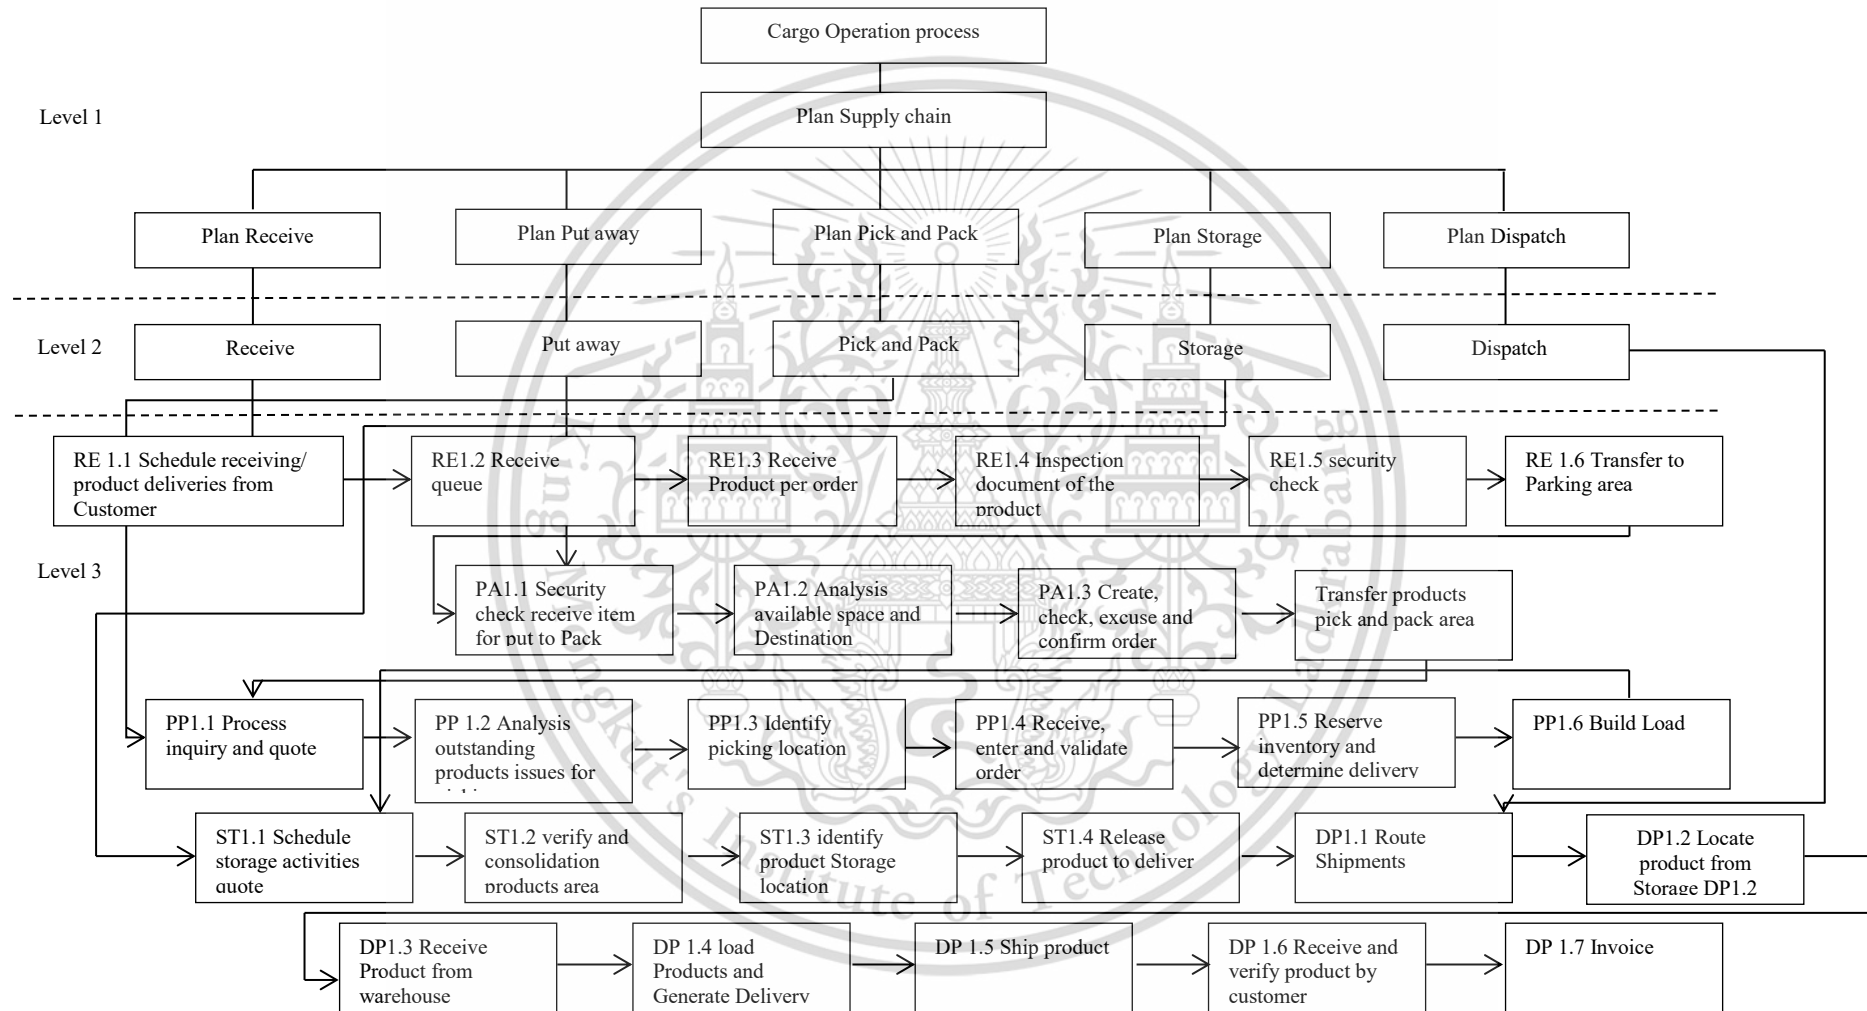 Cargo Operation process
Level 1
Plan Supply chain
Plan Receive
Plan Put away
Plan Pick and Pack
Plan Storage
Plan Dispatch
Level 2
Receive
Put away
Pick and Pack
Storage
Dispatch
RE 1.1 Schedule receiving/
product deliveries from
Customer
RE1.2 Receive
queue
RE1.3 Receive
Product per order
RE1.4 Inspection
document of the
product
RE1.5 security
check
RE 1.6 Transfer to
Parking area
Level 3
PA1.1 Security
check receive item
for put to Pack
PA1.2 Analysis
available space and
Destination
PA1.3 Create,
check, excuse and
confirm order
Transfer products
pick and pack area
PP1.1 Process
inquiry and quote
PP 1.2 Analysis
outstanding
products issues for
PP1.3 Identify
picking location
PP1.4 Receive,
enter and validate
order
PP1.5 Reserve
inventory and
determine delivery
PP1.6 Build Load
ST1.1 Schedule
storage activities
quote
ST1.2 verify and
consolidation
products area
ST1.3 identify
product Storage
location
ST1.4 Release
product to deliver
DP1.1 Route
Shipments
DP1.2 Locate
product from
Storage DP1.2
DP1.3 Receive
Product from
warehouse
DP 1.4 load
Products and
Generate Delivery
DP 1.5 Ship product
DP 1.6 Receive and
verify product by
customer
DP 1.7 Invoice
King Mongkut's Institute of Technology Ladkrabang